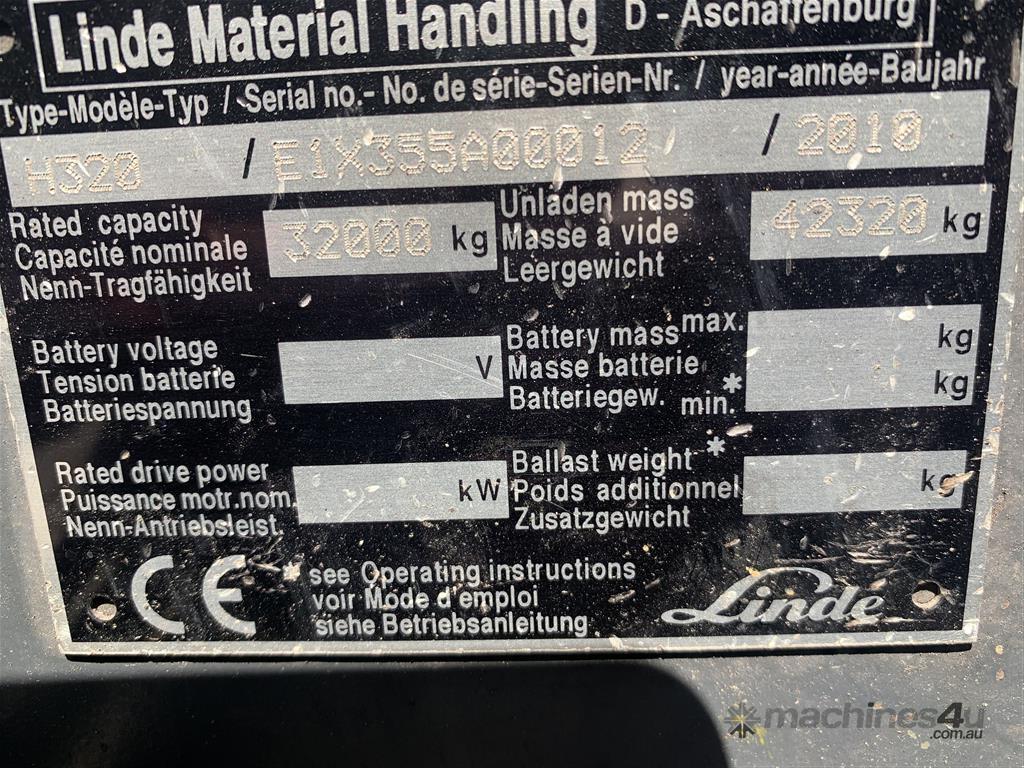 Linde Material Handling D - Aschaffenburg
Type-Modèle-Typ / Serial no.- No. de série-Serien-Nr. / year-année-Baujahr
H320 / E1X355A00012 / 2010
Rated capacity 32000 kg Unladen mass 42320 kg
Capacité nominale Masse à vide
Nenn-Tragfähigkeit Leergewicht
Battery voltage V Battery mass max. kg
Tension batterie Masse batterie kg
Batteriespannung Batteriegew. min.*
Rated drive power kW Ballast weight* kg
Puissance motr.nom. Poids additionnel
Nenn-Antriebsleist. Zusatzgewicht
CE * see Operating instructions Linde
voir Mode d'emploi
siehe Betriebsanleitung
machines4u
.com.au